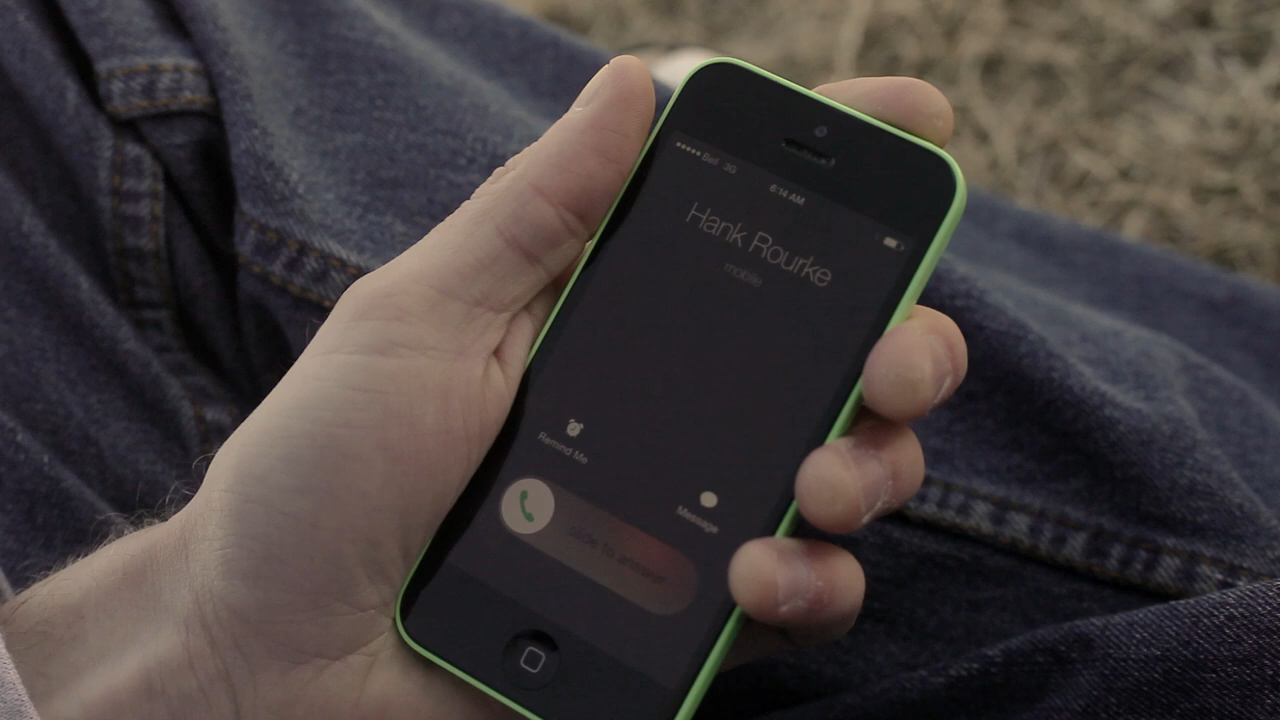 Bell 3G
6:14 AM
Hank Rourke
mobile
Remind Me
Message
slide to answer